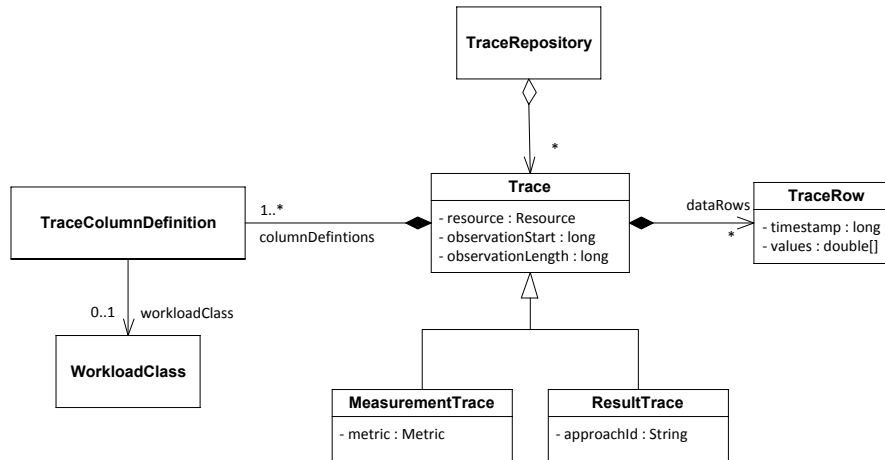 TraceRepository
*
Trace
- resource : Resource
- observationStart : long
- observationLength : long
TraceColumnDefinition
1..*
columnDefintions
dataRows
*
TraceRow
- timestamp : long
- values : double[]
0..1
workloadClass
WorkloadClass
MeasurementTrace
- metric : Metric
ResultTrace
- approachId : String